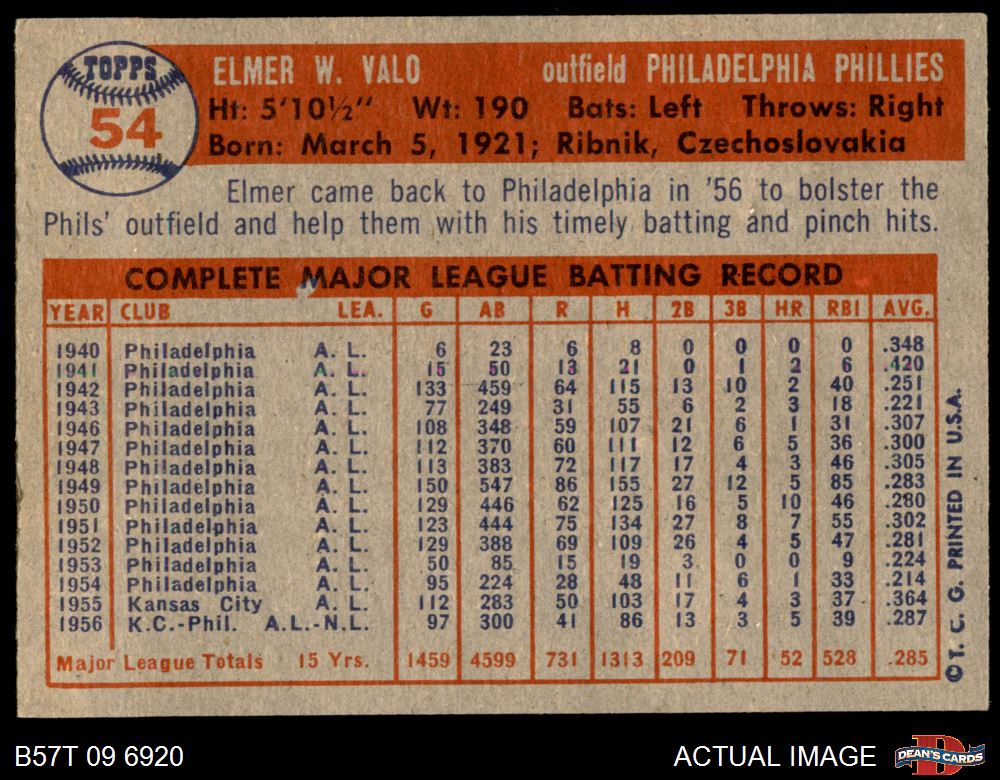 TOPPS
54
ELMER W. VALO outfield PHILADELPHIA PHILLIES
Ht: 5'10½" Wt: 190 Bats: Left Throws: Right
Born: March 5, 1921; Ribnik, Czechoslovakia
Elmer came back to Philadelphia in '56 to bolster the
Phils' outfield and help them with his timely batting and pinch hits.
COMPLETE MAJOR LEAGUE BATTING RECORD
YEAR CLUB LEA. G AB R H 2B 3B HR RBI AVG.
1940 Philadelphia A. L. 6 23 6 8 0 0 0 0 .348
1941 Philadelphia A. L. 15 50 13 21 0 1 2 6 .420
1942 Philadelphia A. L. 133 459 64 115 13 10 2 40 .251
1943 Philadelphia A. L. 77 249 31 55 6 2 3 18 .221
1946 Philadelphia A. L. 108 348 59 107 21 6 1 31 .307
1947 Philadelphia A. L. 112 370 60 111 12 6 5 36 .300
1948 Philadelphia A. L. 113 383 72 117 17 4 3 46 .305
1949 Philadelphia A. L. 150 547 86 155 27 12 5 85 .283
1950 Philadelphia A. L. 129 446 62 125 16 5 10 46 .280
1951 Philadelphia A. L. 123 444 75 134 27 8 7 55 .302
1952 Philadelphia A. L. 129 388 69 109 26 4 5 47 .281
1953 Philadelphia A. L. 50 85 15 19 3 0 0 9 .224
1954 Philadelphia A. L. 95 224 28 48 11 6 1 33 .214
1955 Kansas City A. L. 112 283 50 103 17 4 3 37 .364
1956 K.C.-Phil. A.L.-N.L. 97 300 41 86 13 3 5 39 .287
Major League Totals 15 Yrs. 1459 4599 731 1313 209 71 52 528 .285
© T. C. G. PRINTED IN U.S.A.
B57T 09 6920 ACTUAL IMAGE
DEAN'S CARDS